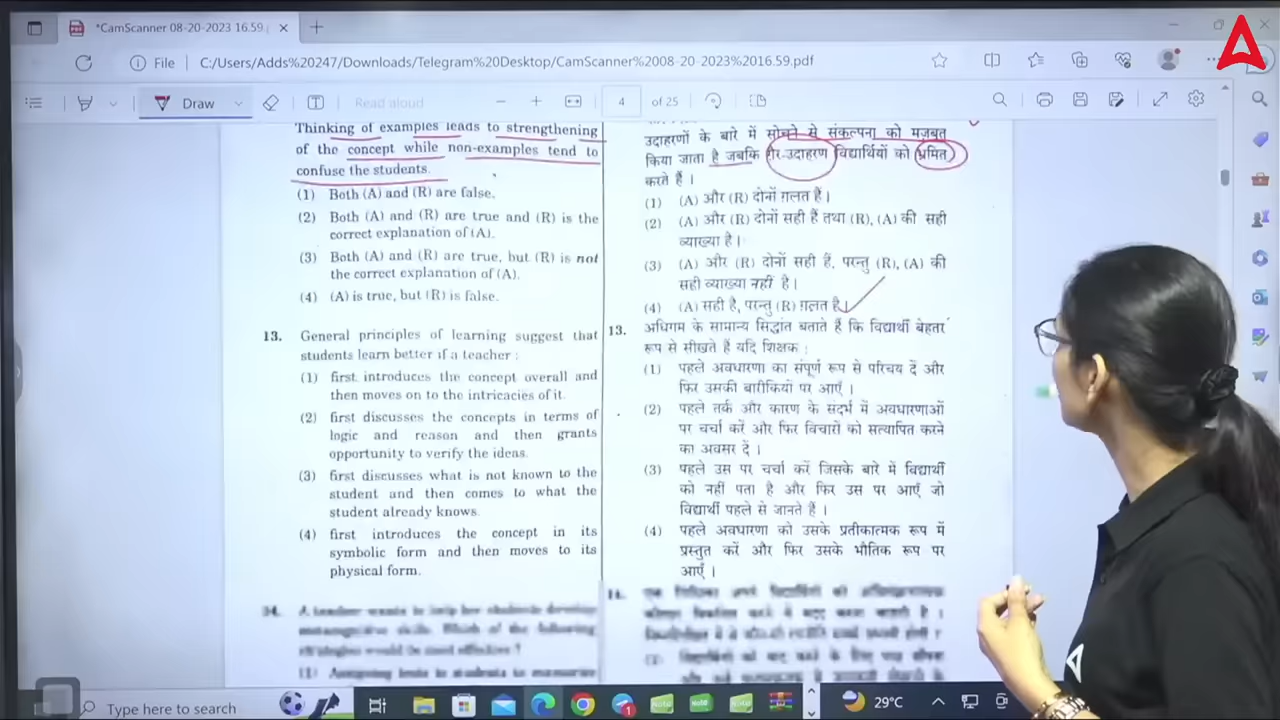 *CamScanner 08-20-2023 16.59
File
C:/Users/Adds%20247/Downloads/Telegram%20Desktop/CamScanner%2008-20-2023%2016.59.pdf
Draw
Read aloud
4
of 25
Thinking of examples leads to strengthening
of the concept while non-examples tend to
confuse the students.
(1) Both (A) and (R) are false.
(2) Both (A) and (R) are true and (R) is the
correct explanation of (A).
(3) Both (A) and (R) are true, but (R) is not
the correct explanation of (A).
(4) (A) is true, but (R) is false.
13. General principles of learning suggest that
students learn better if a teacher :
(1) first introduces the concept overall and
then moves on to the intricacies of it.
(2) first discusses the concepts in terms of
logic and reason and then grants
opportunity to verify the ideas.
(3) first discusses what is not known to the
student and then comes to what the
student already knows.
(4) first introduces the concept in its
symbolic form and then moves to its
physical form.
उदाहरणों के बारे में सोचने से संकल्पना को मज़बूत
किया जाता है जबकि ग़ैर-उदाहरण विद्यार्थियों को भ्रमित
करते हैं ।
(1) (A) और (R) दोनों ग़लत हैं ।
(2) (A) और (R) दोनों सही हैं तथा (R), (A) की सही
व्याख्या है ।
(3) (A) और (R) दोनों सही हैं, परन्तु (R), (A) की
सही व्याख्या नहीं है ।
(4) (A) सही है, परन्तु (R) ग़लत है ।
13. अधिगम के सामान्य सिद्धांत बताते हैं कि विद्यार्थी बेहतर
रूप से सीखते हैं यदि शिक्षक :
(1) पहले अवधारणा का संपूर्ण रूप से परिचय दें और
फिर उसकी बारीकियों पर आएँ ।
(2) पहले तर्क और कारण के संदर्भ में अवधारणाओं
पर चर्चा करें और फिर विचारों को सत्यापित करने
का अवसर दें ।
(3) पहले उस पर चर्चा करें जिसके बारे में विद्यार्थी
को नहीं पता है और फिर उस पर आएँ जो
विद्यार्थी पहले से जानते हैं ।
(4) पहले अवधारणा को उसके प्रतीकात्मक रूप में
प्रस्तुत करें और फिर उसके भौतिक रूप पर
आएँ ।
Type here to search
29°C